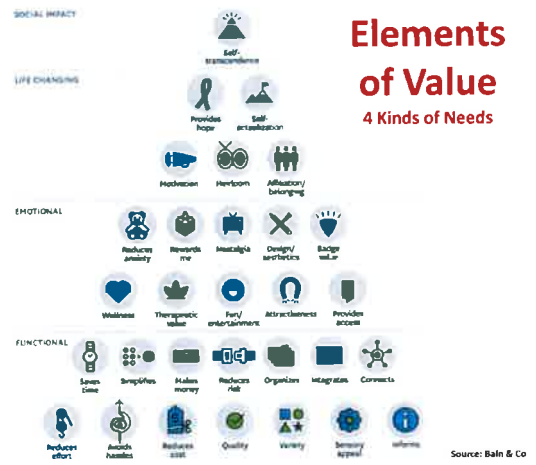 SOCIAL IMPACT
Elements
of Value
4 Kinds of Needs
Self-
transcendence
LIFE CHANGING
Provides
hope
Self-
actualization
Motivation
Heirloom
Affiliation/
belonging
EMOTIONAL
Reduces
anxiety
Rewards
me
Nostalgia
Design/
aesthetics
Badge
value
Wellness
Therapeutic
value
Fun/
entertainment
Attractiveness
Provides
access
FUNCTIONAL
Saves
time
Simplifies
Makes
money
Reduces
risk
Organizes
Integrates
Connects
Reduces
effort
Avoids
hassles
Reduces
cost
Quality
Variety
Sensory
appeal
Informs
Source: Bain & Co